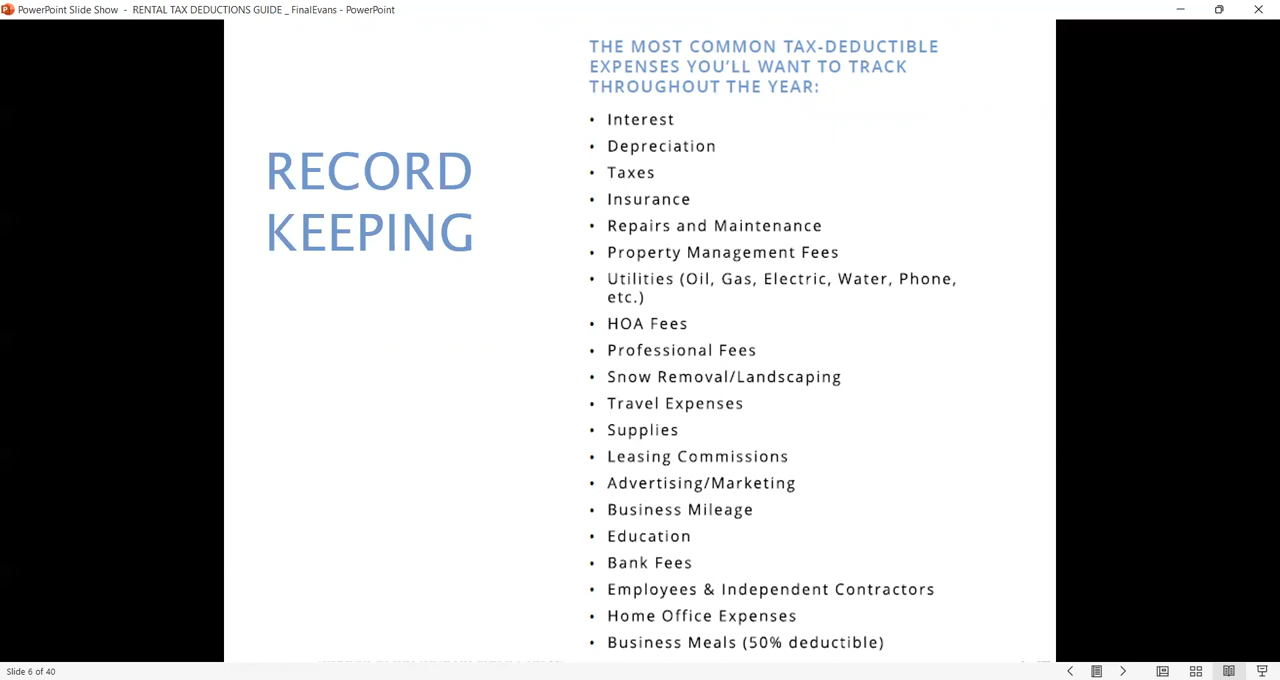 PowerPoint Slide Show - RENTAL TAX DEDUCTIONS GUIDE _ FinalEvans - PowerPoint
THE MOST COMMON TAX-DEDUCTIBLE
EXPENSES YOU'LL WANT TO TRACK
THROUGHOUT THE YEAR:
RECORD
KEEPING
• Interest
• Depreciation
• Taxes
• Insurance
• Repairs and Maintenance
• Property Management Fees
• Utilities (Oil, Gas, Electric, Water, Phone,
etc.)
• HOA Fees
• Professional Fees
• Snow Removal/Landscaping
• Travel Expenses
• Supplies
• Leasing Commissions
• Advertising/Marketing
• Business Mileage
• Education
• Bank Fees
• Employees & Independent Contractors
• Home Office Expenses
• Business Meals (50% deductible)
Slide 6 of 40